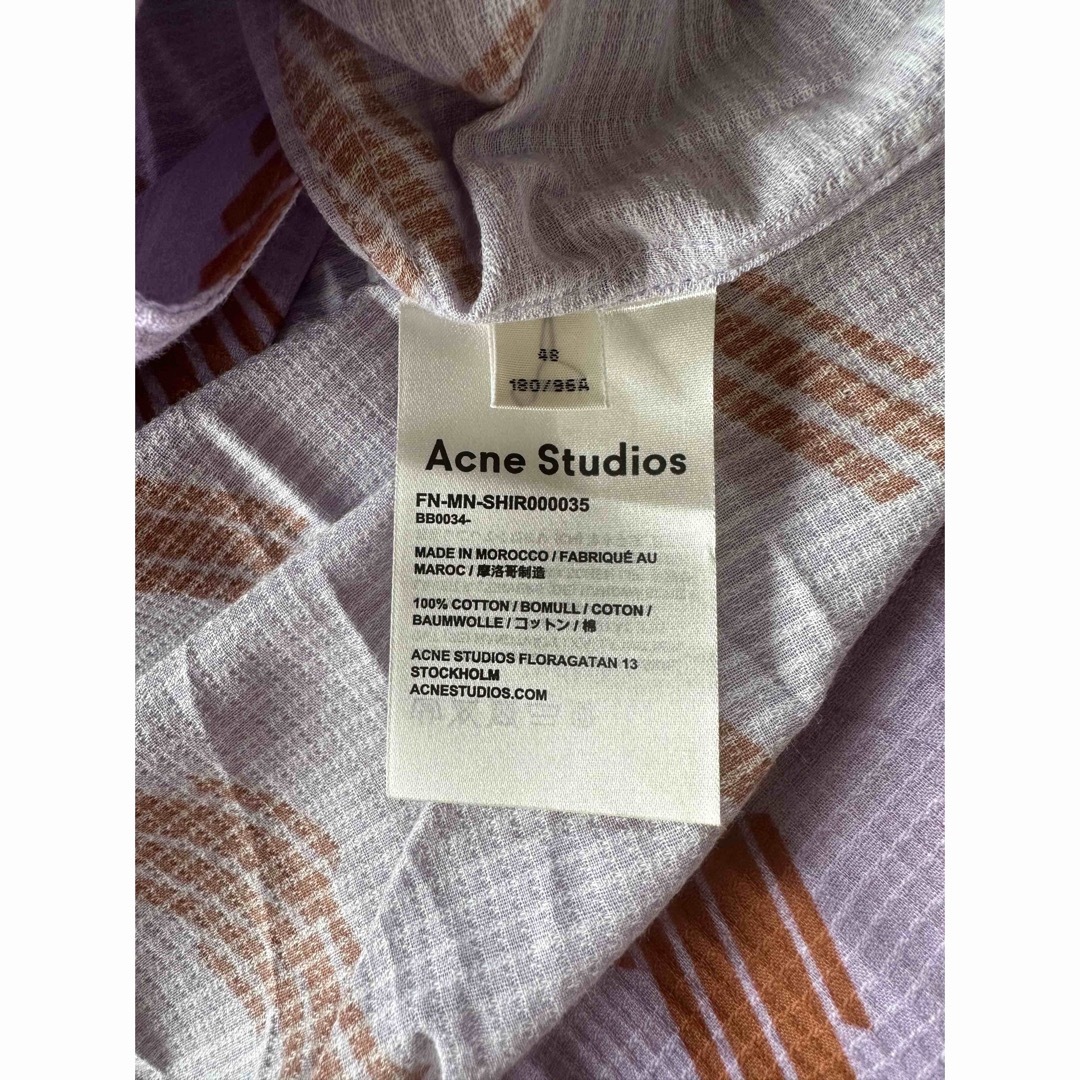 48
180/96A
Acne Studios
FN-MN-SHIR000035
BB0034-
MADE IN MOROCCO / FABRIQUÉ AU
MAROC / 摩洛哥制造
100% COTTON / BOMULL / COTON /
BAUMWOLLE / コットン / 棉
ACNE STUDIOS FLORAGATAN 13
STOCKHOLM
ACNESTUDIOS.COM